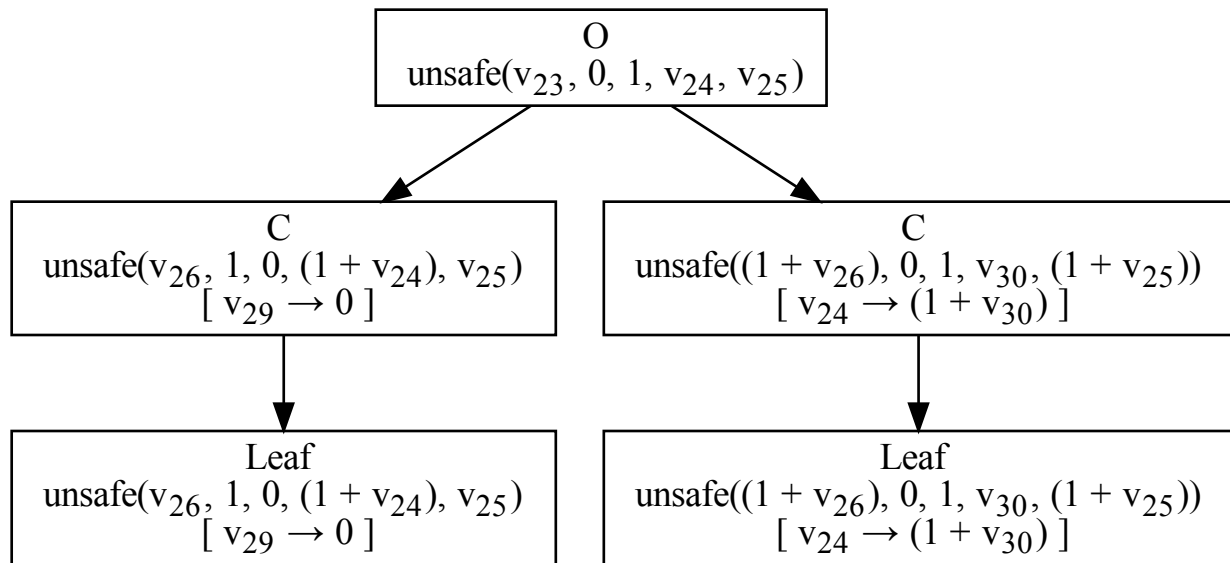 O
unsafe(v₂₃, 0, 1, v₂₄, v₂₅)
C
unsafe(v₂₆, 1, 0, (1 + v₂₄), v₂₅)
[ v₂₉ → 0 ]
C
unsafe((1 + v₂₆), 0, 1, v₃₀, (1 + v₂₅))
[ v₂₄ → (1 + v₃₀) ]
Leaf
unsafe(v₂₆, 1, 0, (1 + v₂₄), v₂₅)
[ v₂₉ → 0 ]
Leaf
unsafe((1 + v₂₆), 0, 1, v₃₀, (1 + v₂₅))
[ v₂₄ → (1 + v₃₀) ]